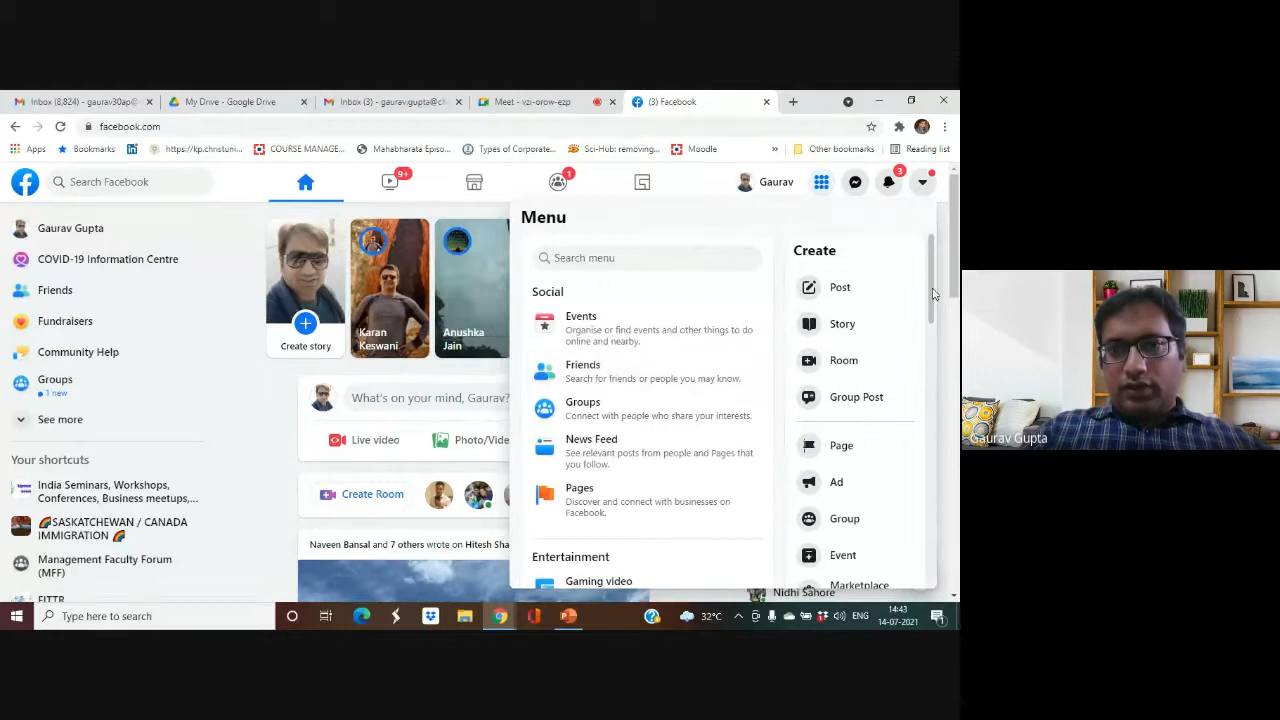 Inbox (8,824) - gaurav30ap@
My Drive - Google Drive
Inbox (3) - gaurav.gupta@c
Meet - vzi-orow-ezp
(3) Facebook
facebook.com
Apps
Bookmarks
https://kp.christuni...
COURSE MANAGE...
Mahabharata Episo...
Types of Corporate...
Sci-Hub: removing...
Moodle
»
Other bookmarks
Reading list
Search Facebook
9+
1
Gaurav
3
Gaurav Gupta
COVID-19 Information Centre
Friends
Fundraisers
Community Help
Groups
1 new
See more
Your shortcuts
India Seminars, Workshops,
Conferences, Business meetups,...
🌈SASKATCHEWAN / CANADA
IMMIGRATION 🌈
Management Faculty Forum
(MFF)
FITTR
Create story
Karan
Keswani
Anushka
Jain
What's on your mind, Gaurav?
Live video
Photo/Vide
Create Room
Naveen Bansal and 7 others wrote on Hitesh Sha
Menu
Search menu
Social
Events
Organise or find events and other things to do
online and nearby.
Friends
Search for friends or people you may know.
Groups
Connect with people who share your interests.
News Feed
See relevant posts from people and Pages that
you follow.
Pages
Discover and connect with businesses on
Facebook.
Entertainment
Gaming video
Create
Post
Story
Room
Group Post
Page
Ad
Group
Event
Marketplace
Nidhi Sahore
Gaurav Gupta
Type here to search
32°C
ENG
14:43
14-07-2021
1